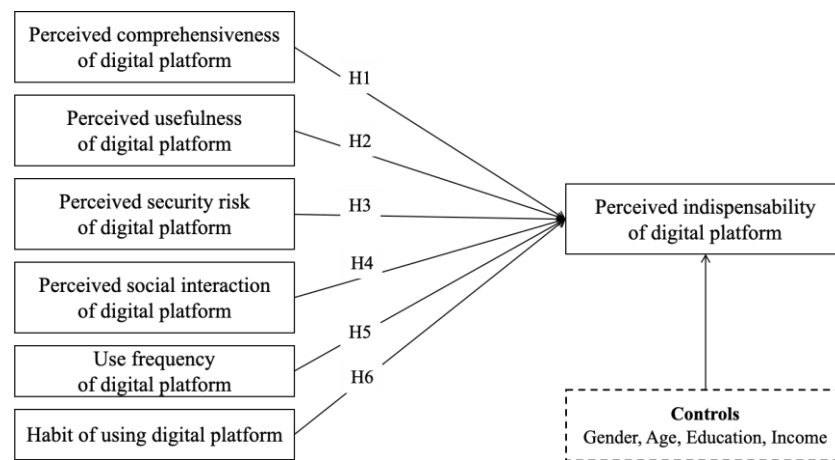 Perceived comprehensiveness
of digital platform
H1
Perceived usefulness
of digital platform
H2
Perceived security risk
of digital platform
H3
Perceived indispensability
of digital platform
Perceived social interaction
of digital platform
H4
Use frequency
of digital platform
H5
H6
Habit of using digital platform
Controls
Gender, Age, Education, Income